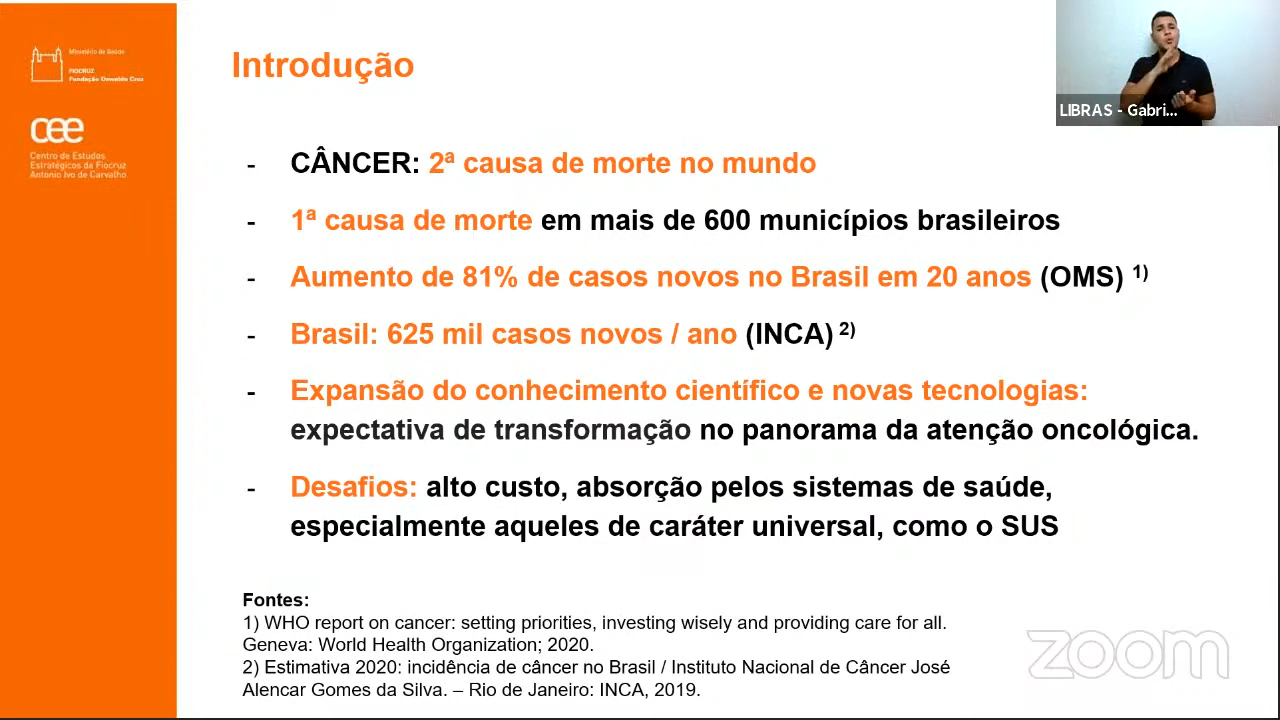 Ministério da Saúde
FIOCRUZ
Fundação Oswaldo Cruz
cee
Centro de Estudos
Estratégicos da Fiocruz
Antonio Ivo de Carvalho
Introdução
LIBRAS - Gabri...
- CÂNCER: 2ª causa de morte no mundo
- 1ª causa de morte em mais de 600 municípios brasileiros
- Aumento de 81% de casos novos no Brasil em 20 anos (OMS) 1)
- Brasil: 625 mil casos novos / ano (INCA) 2)
- Expansão do conhecimento científico e novas tecnologias:
expectativa de transformação no panorama da atenção oncológica.
- Desafios: alto custo, absorção pelos sistemas de saúde,
especialmente aqueles de caráter universal, como o SUS
Fontes:
1) WHO report on cancer: setting priorities, investing wisely and providing care for all.
Geneva: World Health Organization; 2020.
2) Estimativa 2020: incidência de câncer no Brasil / Instituto Nacional de Câncer José
Alencar Gomes da Silva. – Rio de Janeiro: INCA, 2019.
zoom